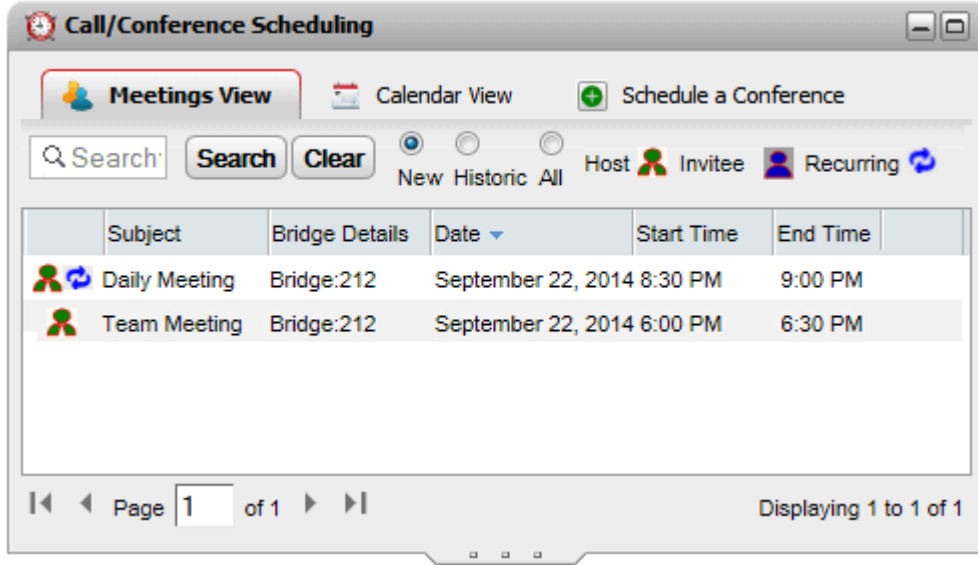 Call/Conference Scheduling
Meetings View Calendar View Schedule a Conference
Search Search Clear New Historic All Host Invitee Recurring
Subject Bridge Details Date Start Time End Time
Daily Meeting Bridge:212 September 22, 2014 8:30 PM 9:00 PM
Team Meeting Bridge:212 September 22, 2014 6:00 PM 6:30 PM
Page 1 of 1 Displaying 1 to 1 of 1